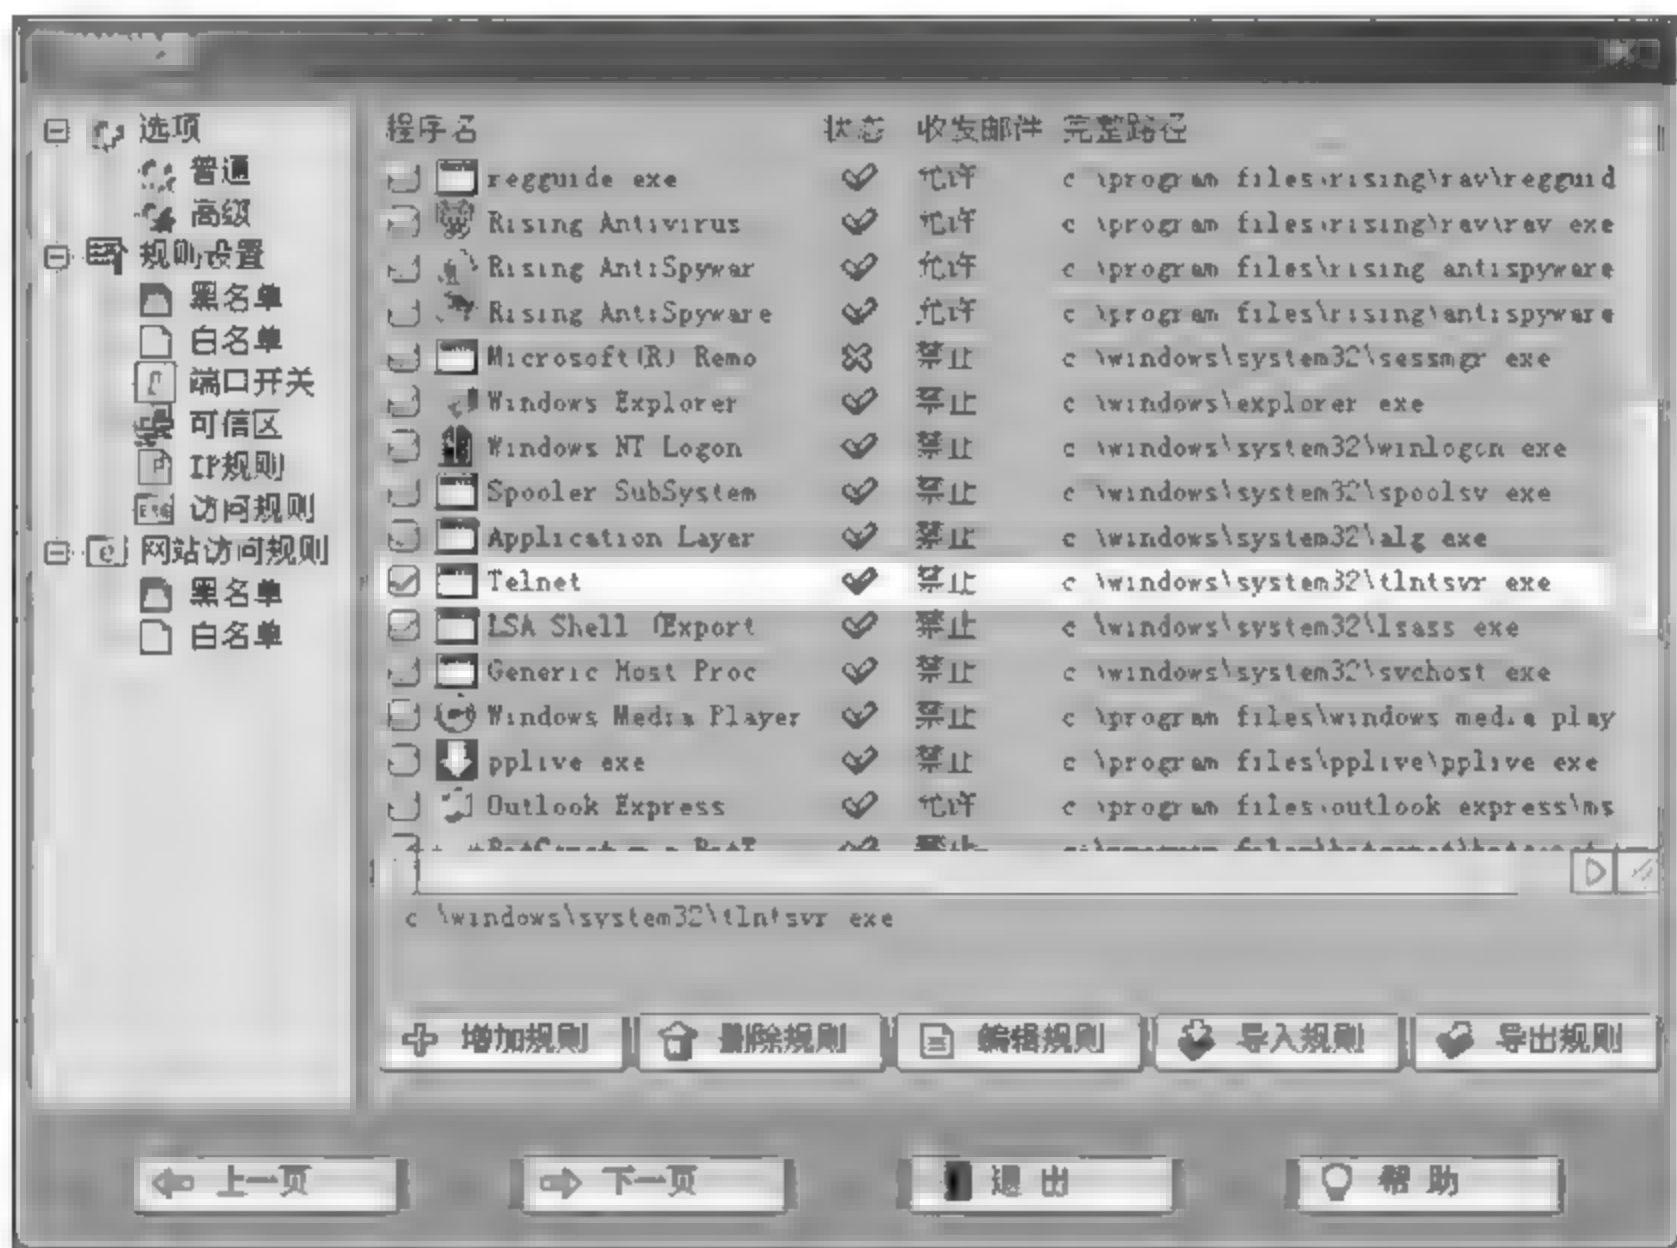 选项
普通
高级
规则设置
黑名单
白名单
端口开关
可信区
IP规则
访问规则
网站访问规则
黑名单
白名单
程序名 状态 收发邮件 完整路径
regguide exe 允许 c \program files\rising\rav\regguid
Rising Antivirus 允许 c \program files\rising\rav\rav exe
Rising AntiSpywar 允许 c \program files\rising antispyware
Rising AntiSpyware 允许 c \program files\rising\antispyware
Microsoft(R) Remo 禁止 c \windows\system32\sessmgr exe
Windows Explorer 禁止 c \windows\explorer exe
Windows NT Logon 禁止 c \windows\system32\winlogon exe
Spooler SubSystem 禁止 c \windows\system32\spoolsv exe
Application Layer 禁止 c \windows\system32\alg exe
Telnet 禁止 c \windows\system32\tlntsvr exe
LSA Shell (Export 禁止 c \windows\system32\lsass exe
Generic Host Proc 禁止 c \windows\system32\svchost exe
Windows Media Player 禁止 c \program files\windows media play
pplive exe 禁止 c \program files\pplive\pplive exe
Outlook Express 允许 c \program files\outlook express\ms
c \windows\system32\tlntsvr exe
增加规则 删除规则 编辑规则 导入规则 导出规则
上一页 下一页 退出 帮助